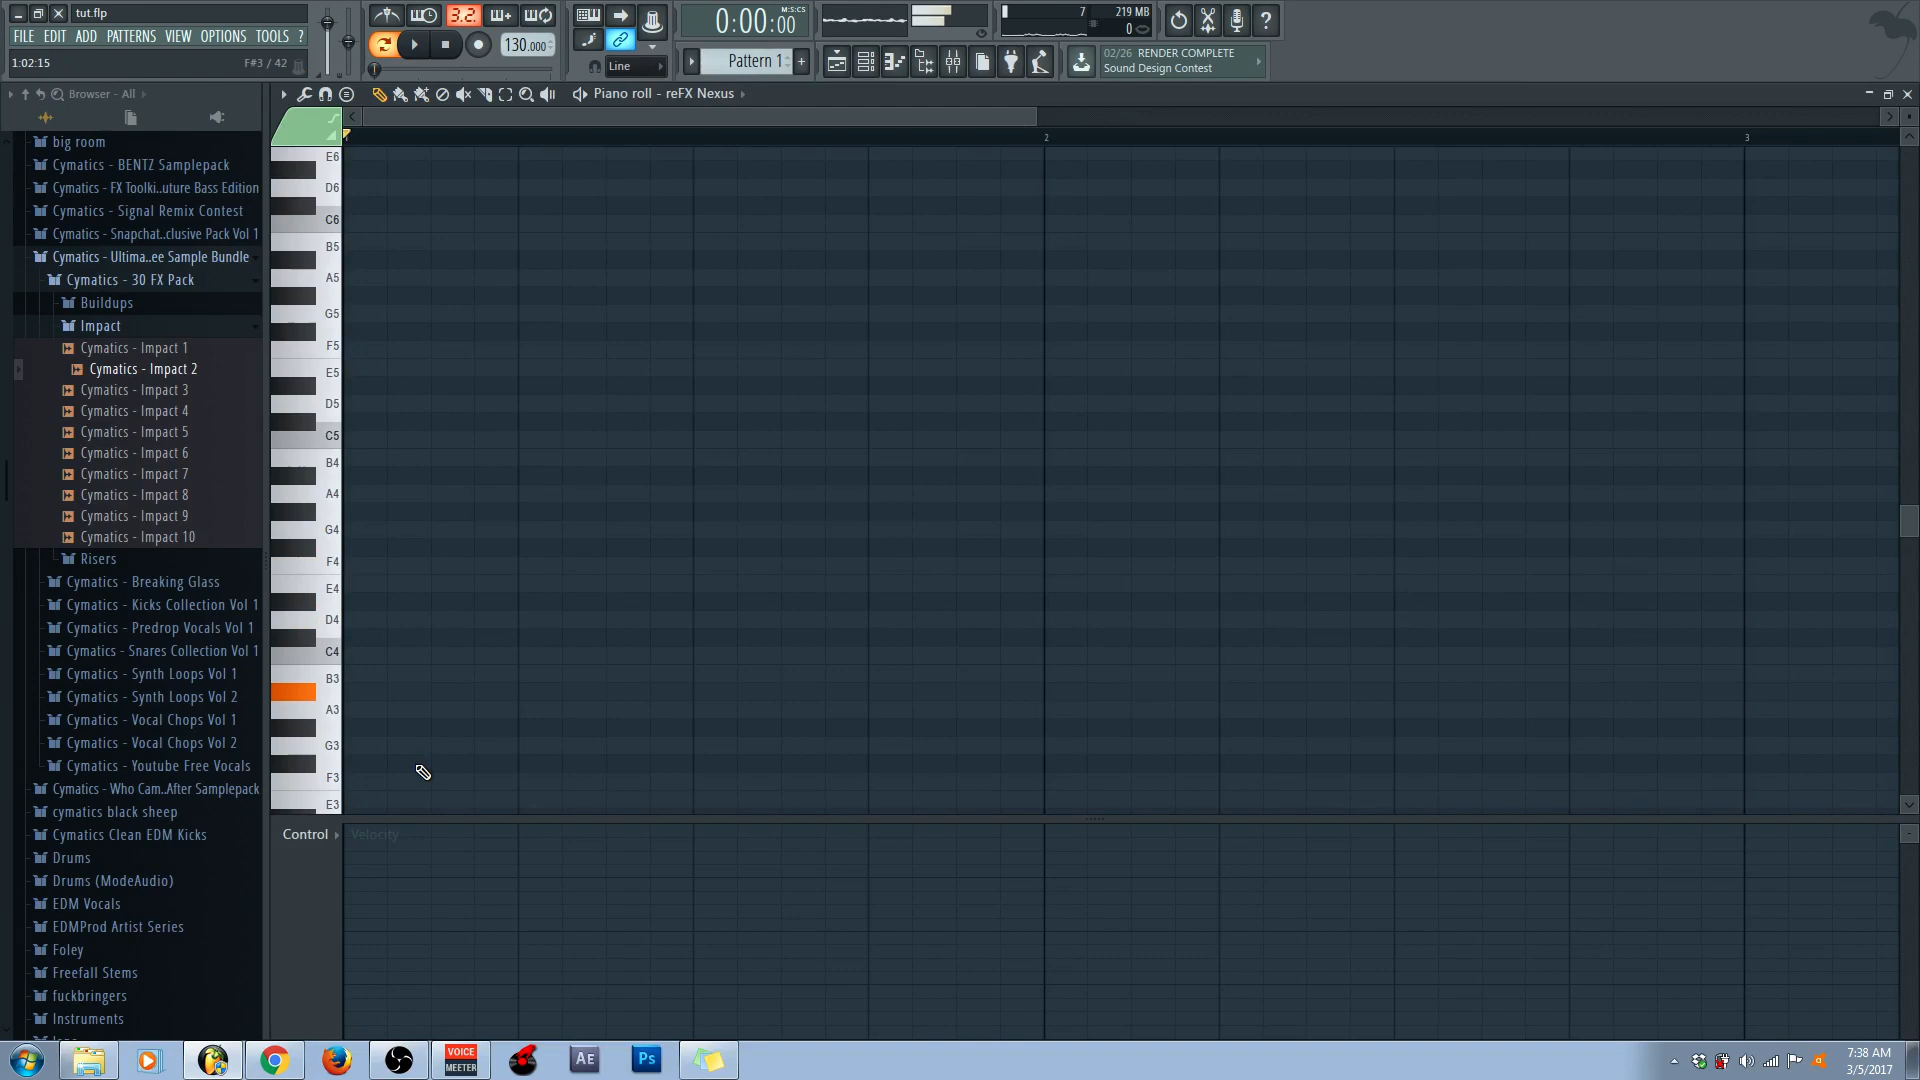 tut.flp
FILE EDIT ADD PATTERNS VIEW OPTIONS TOOLS ?
1:02:15 F#3 / 42
3.2
130.000
Line
0:00:00 M:S:CS
Pattern 1 +
7 219 MB
0
02/26 RENDER COMPLETE
Sound Design Contest
Browser - All
Piano roll - reFX Nexus
2
3
big room
Cymatics - BENTZ Samplepack
Cymatics - FX Toolki..uture Bass Edition
Cymatics - Signal Remix Contest
Cymatics - Snapchat..clusive Pack Vol 1
Cymatics - Ultima..ee Sample Bundle
Cymatics - 30 FX Pack
Buildups
Impact
Cymatics - Impact 1
Cymatics - Impact 2
Cymatics - Impact 3
Cymatics - Impact 4
Cymatics - Impact 5
Cymatics - Impact 6
Cymatics - Impact 7
Cymatics - Impact 8
Cymatics - Impact 9
Cymatics - Impact 10
Risers
Cymatics - Breaking Glass
Cymatics - Kicks Collection Vol 1
Cymatics - Predrop Vocals Vol 1
Cymatics - Snares Collection Vol 1
Cymatics - Synth Loops Vol 1
Cymatics - Synth Loops Vol 2
Cymatics - Vocal Chops Vol 1
Cymatics - Vocal Chops Vol 2
Cymatics - Youtube Free Vocals
Cymatics - Who Cam..After Samplepack
cymatics black sheep
Cymatics Clean EDM Kicks
Drums
Drums (ModeAudio)
EDM Vocals
EDMProd Artist Series
Foley
Freefall Stems
fuckbringers
Instruments
E6
D6
C6
B5
A5
G5
F5
E5
D5
C5
B4
A4
G4
F4
E4
D4
C4
B3
A3
G3
F3
E3
Control
Velocity
VOICE
MEETER
Ae
Ps
7:38 AM
3/5/2017